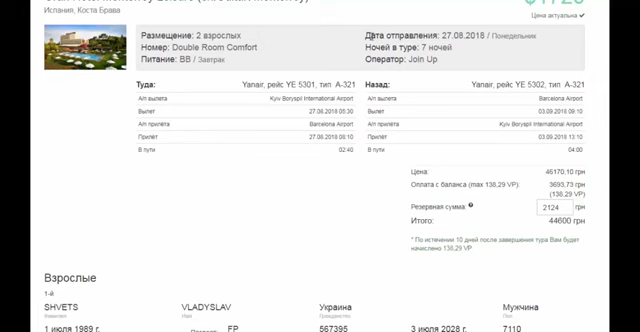 Испания, Коста Брава
Цена актуальна
Размещение: 2 взрослых
Номер: Double Room Comfort
Питание: BB / Завтрак
Дата отправления: 27.08.2018 / Понедельник
Ночей в туре: 7 ночей
Оператор: Join Up
Туда: Yanair, рейс YE 5301, тип А-321
А/п вылета Kyiv Boryspil International Airport
Вылет 27.08.2018 05:30
А/п прилёта Barcelona Airport
Прилёт 27.08.2018 08:10
В пути 02:40
Назад: Yanair, рейс YE 5302, тип А-321
А/п вылета Barcelona Airport
Вылет 03.09.2018 09:10
А/п прилёта Kyiv Boryspil International Airport
Прилёт 03.09.2018 13:10
В пути 04:00
Цена: 46170.10 грн
Оплата с баланса (max 138,29 VP) 3693,73 грн
(138,29 VP)
Резервная сумма: 2124 грн
Итого: 44600 грн
* По истечении 10 дней после завершения тура Вам будет
начислено 138.29 VP
Взрослые
1-й
SHVETS VLADYSLAV Украина Мужчина
Фамилия Имя Гражданство Пол
1 июля 1989 г. FP 567395 3 июля 2028 г. 7110